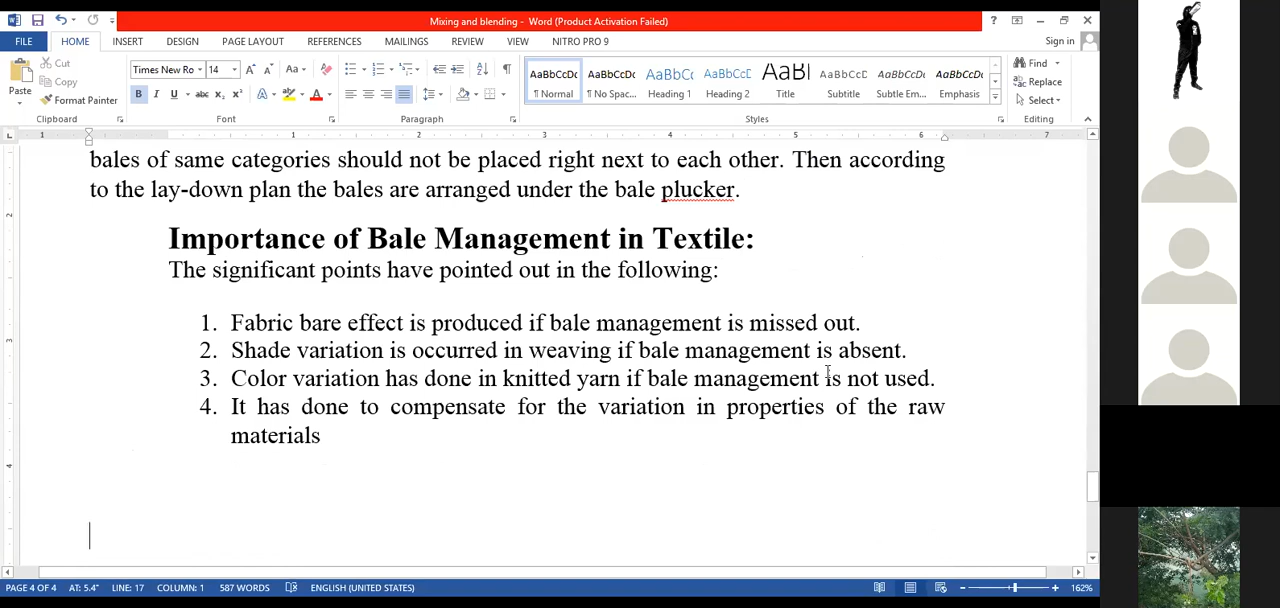 Mixing and blending - Word (Product Activation Failed)
FILE HOME INSERT DESIGN PAGE LAYOUT REFERENCES MAILINGS REVIEW VIEW NITRO PRO 9 Sign in
Paste
Cut
Copy
Format Painter
Clipboard
Times New Ro 14
Font
Paragraph
AaBbCcDc AaBbCcDc AaBbCc AaBbCcD AaBl AaBbCcD AaBbCcDc AaBbCcDc
¶ Normal ¶ No Spac... Heading 1 Heading 2 Title Subtitle Subtle Em... Emphasis
Styles
Find
Replace
Select
Editing
bales of same categories should not be placed right next to each other. Then according
to the lay-down plan the bales are arranged under the bale plucker.
Importance of Bale Management in Textile:
The significant points have pointed out in the following:
1. Fabric bare effect is produced if bale management is missed out.
2. Shade variation is occurred in weaving if bale management is absent.
3. Color variation has done in knitted yarn if bale management is not used.
4. It has done to compensate for the variation in properties of the raw
materials
PAGE 4 OF 4 AT: 5.4" LINE: 17 COLUMN: 1 587 WORDS ENGLISH (UNITED STATES) 162%